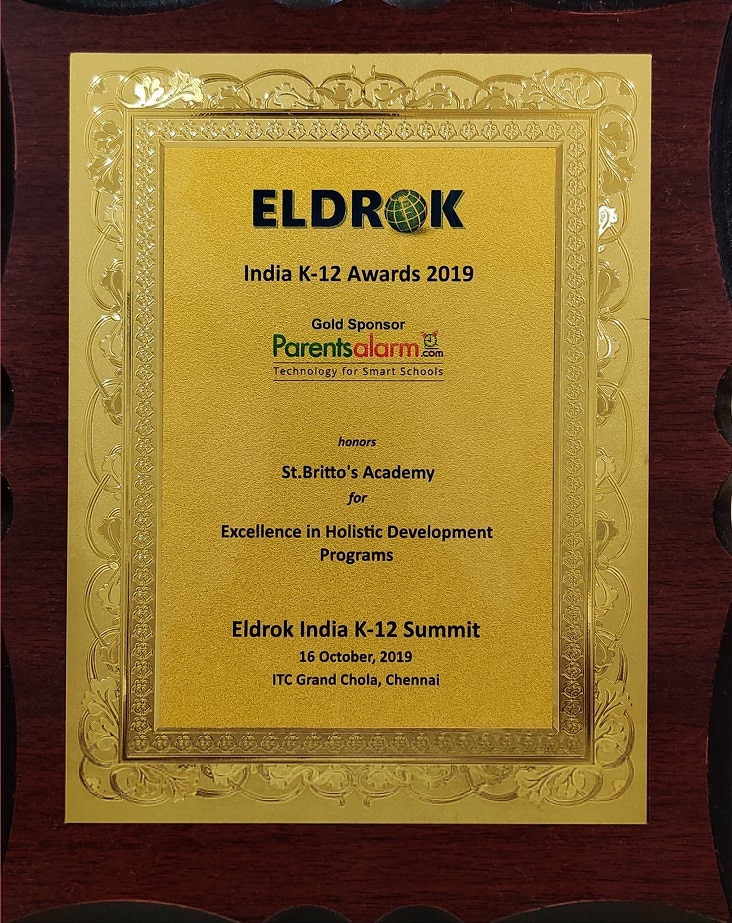 ELDROK
India K-12 Awards 2019
Gold Sponsor
Parentsalarm.com
Technology for Smart Schools
honors
St.Britto's Academy
for
Excellence in Holistic Development
Programs
Eldrok India K-12 Summit
16 October, 2019
ITC Grand Chola, Chennai